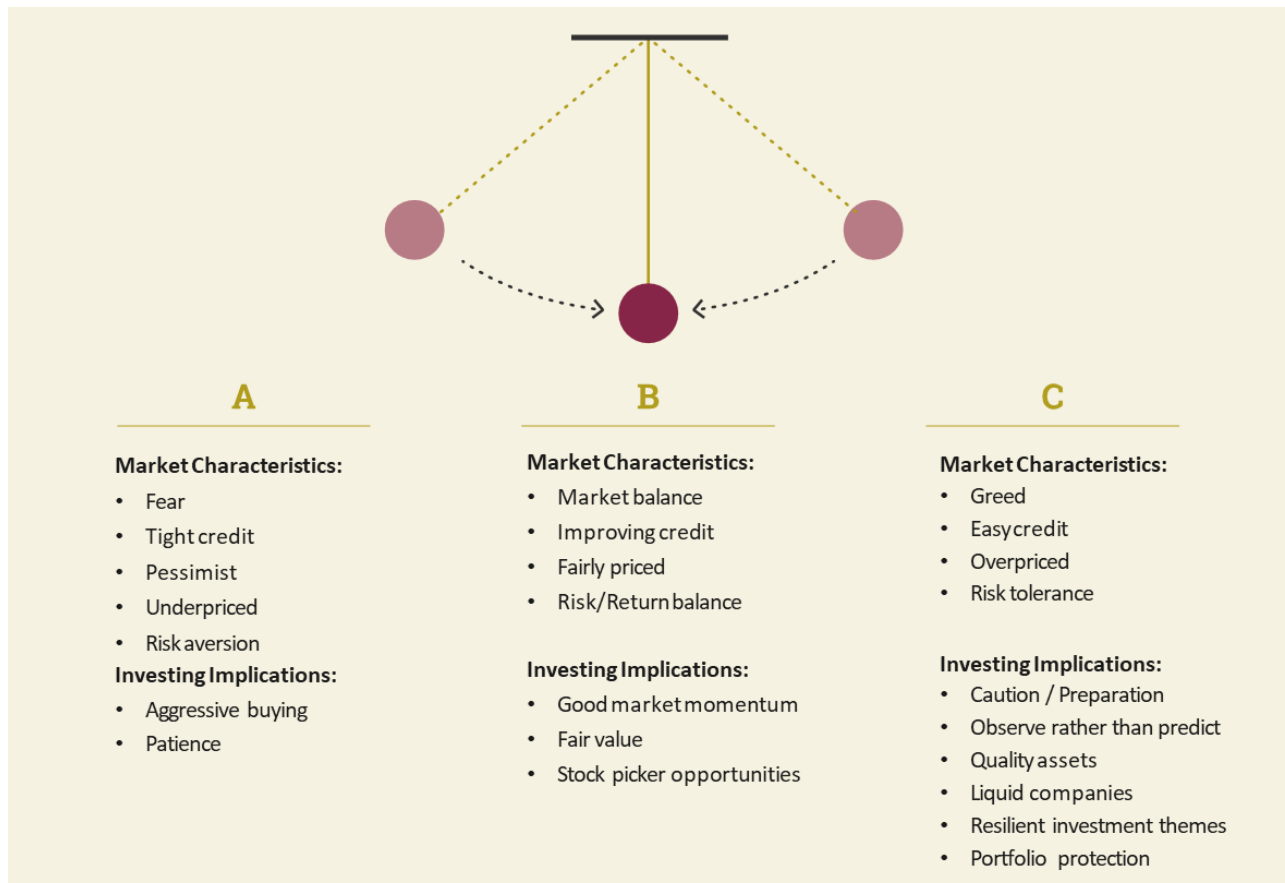 A
Market Characteristics:
• Fear
• Tight credit
• Pessimist
• Underpriced
• Risk aversion
Investing Implications:
• Aggressive buying
• Patience
B
Market Characteristics:
• Market balance
• Improving credit
• Fairly priced
• Risk/Return balance
Investing Implications:
• Good market momentum
• Fair value
• Stock picker opportunities
C
Market Characteristics:
• Greed
• Easy credit
• Overpriced
• Risk tolerance
Investing Implications:
• Caution / Preparation
• Observe rather than predict
• Quality assets
• Liquid companies
• Resilient investment themes
• Portfolio protection